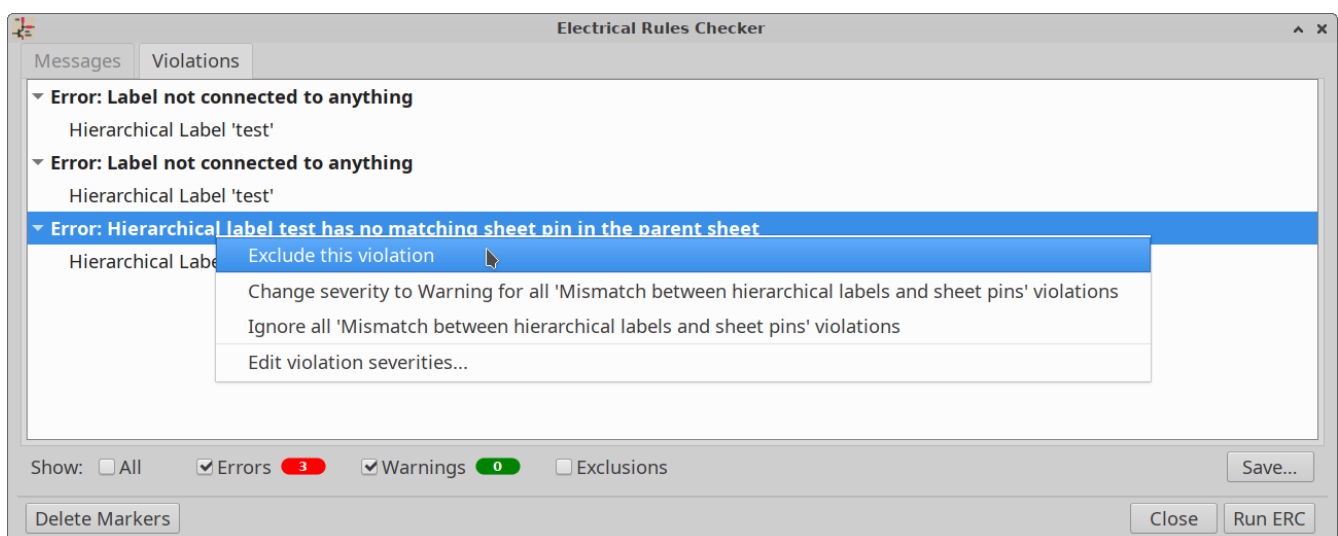 Electrical Rules Checker
Messages Violations
Error: Label not connected to anything
Hierarchical Label 'test'
Error: Label not connected to anything
Hierarchical Label 'test'
Error: Hierarchical label test has no matching sheet pin in the parent sheet
Hierarchical
Exclude this violation
Change severity to Warning for all 'Mismatch between hierarchical labels and sheet pins' violations
Ignore all 'Mismatch between hierarchical labels and sheet pins' violations
Edit violation severities...
Show: All Errors 3 Warnings 0 Exclusions Save...
Delete Markers Close Run ERC